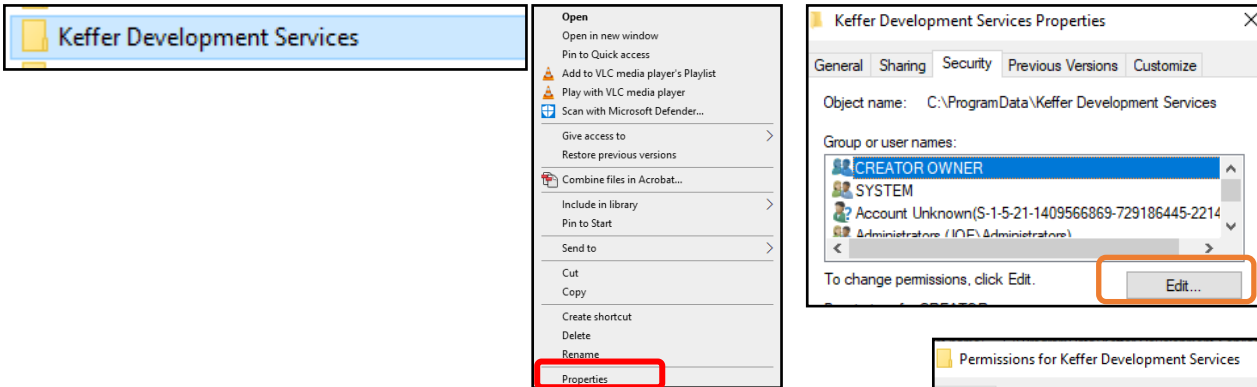 Keffer Development Services
Open
Open in new window
Pin to Quick access
Add to VLC media player's Playlist
Play with VLC media player
Scan with Microsoft Defender...
Give access to
Restore previous versions
Combine files in Acrobat...
Include in library
Pin to Start
Send to
Cut
Copy
Create shortcut
Delete
Rename
Properties
Keffer Development Services Properties
General Sharing Security Previous Versions Customize
Object name: C:\ProgramData\Keffer Development Services
Group or user names:
CREATOR OWNER
SYSTEM
Account Unknown(S-1-5-21-1409566869-729186445-2214
Administrators (JOE\Administrators)
To change permissions, click Edit.
Edit...
Permissions for Keffer Development Services